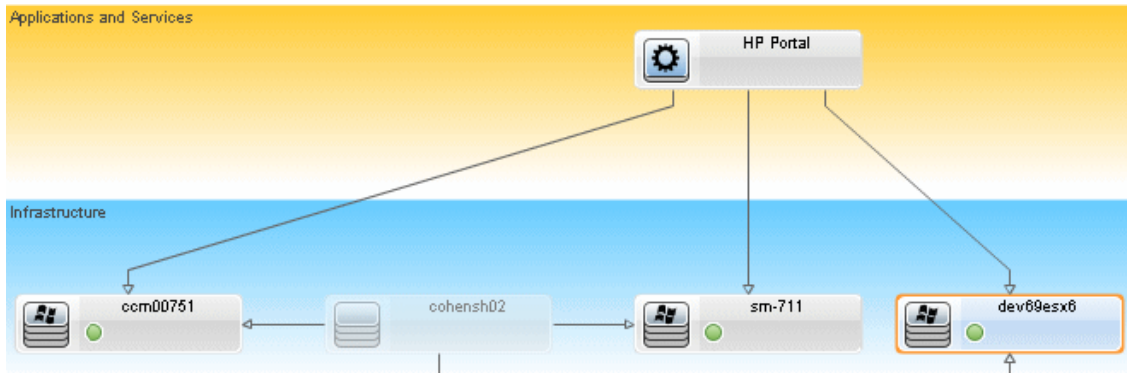 Applications and Services
HP Portal
Infrastructure
ccm00751
cohensh02
sm-711
dev69esx6